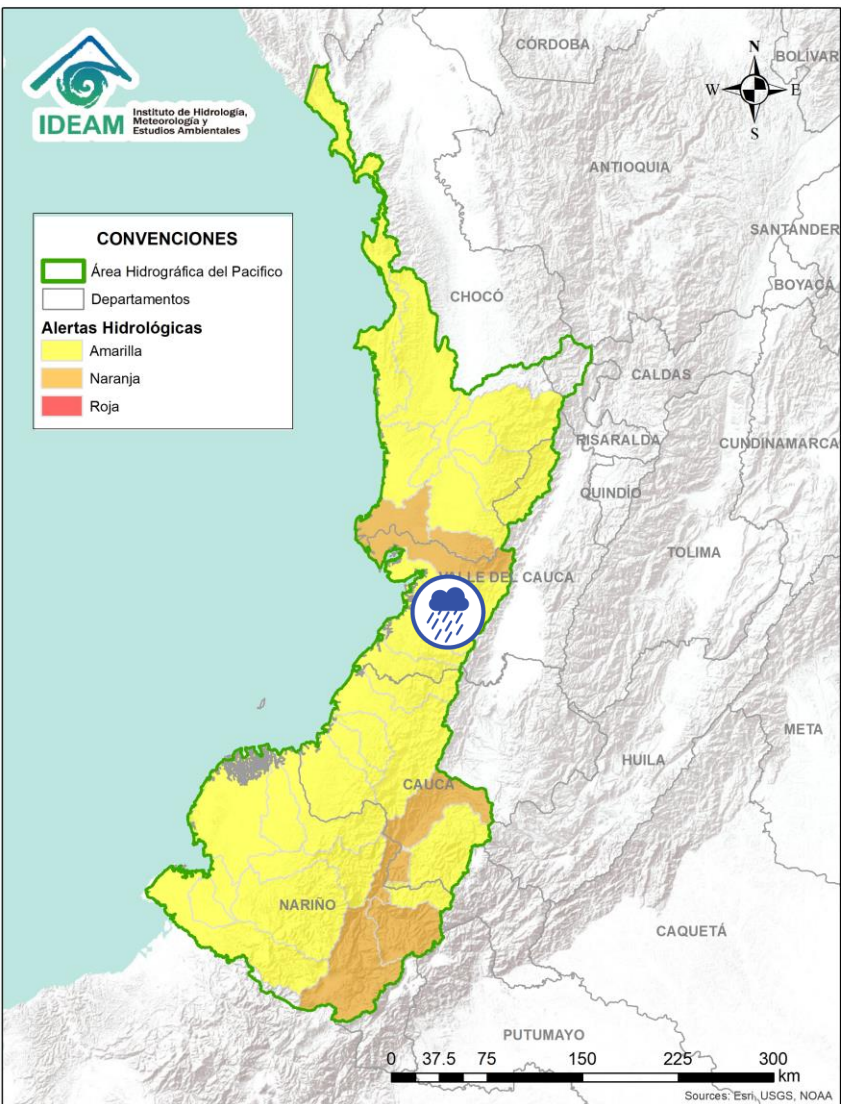 IDEAM
Instituto de Hidrología,
Meteorología y
Estudios Ambientales
N
W
E
S
CONVENCIONES
Área Hidrográfica del Pacifico
Departamentos
Alertas Hidrológicas
Amarilla
Naranja
Roja
CÓRDOBA
BOLÍVAR
ANTIOQUIA
SANTANDER
BOYACÁ
CHOCÓ
CALDAS
RISARALDA
CUNDINAMARCA
QUINDÍO
TOLIMA
VALLE DEL CAUCA
META
HUILA
CAUCA
NARIÑO
CAQUETÁ
PUTUMAYO
0 37.5 75 150 225 300
km
Sources: Esri, USGS, NOAA